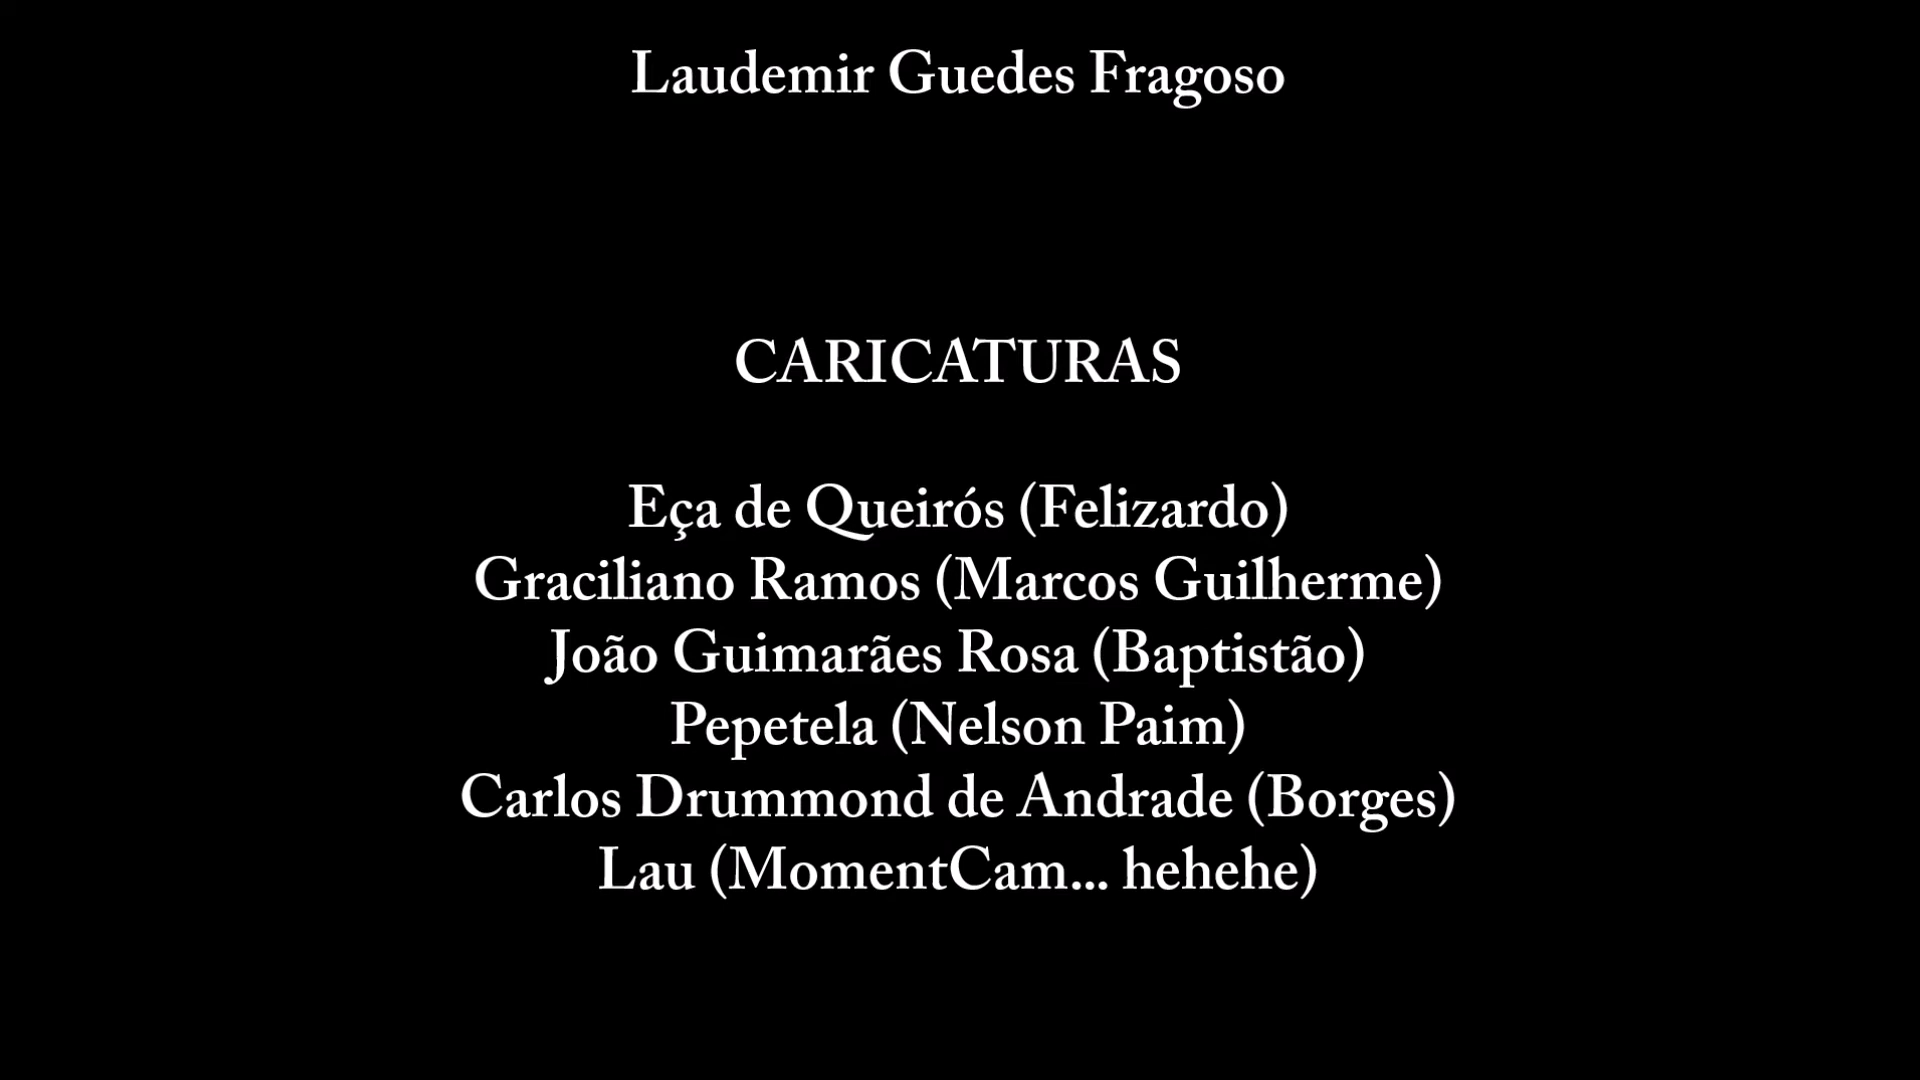 Laudemir Guedes Fragoso
CARICATURAS
Eça de Queirós (Felizardo)
Graciliano Ramos (Marcos Guilherme)
João Guimarães Rosa (Baptistão)
Pepetela (Nelson Paim)
Carlos Drummond de Andrade (Borges)
Lau (MomentCam... hehehe)